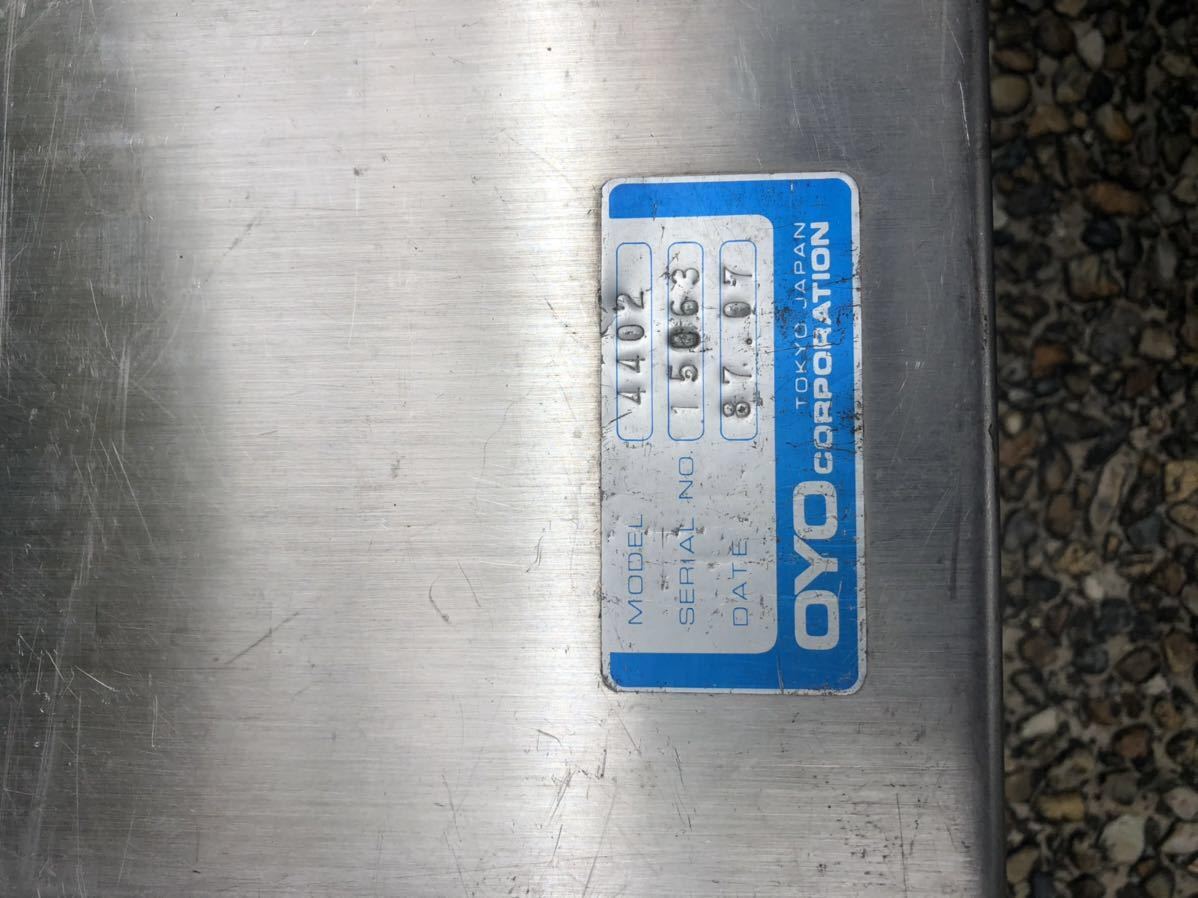 MODEL 4402
SERIAL NO. 15063
DATE 87.07
TOKYO JAPAN
OYO CORPORATION